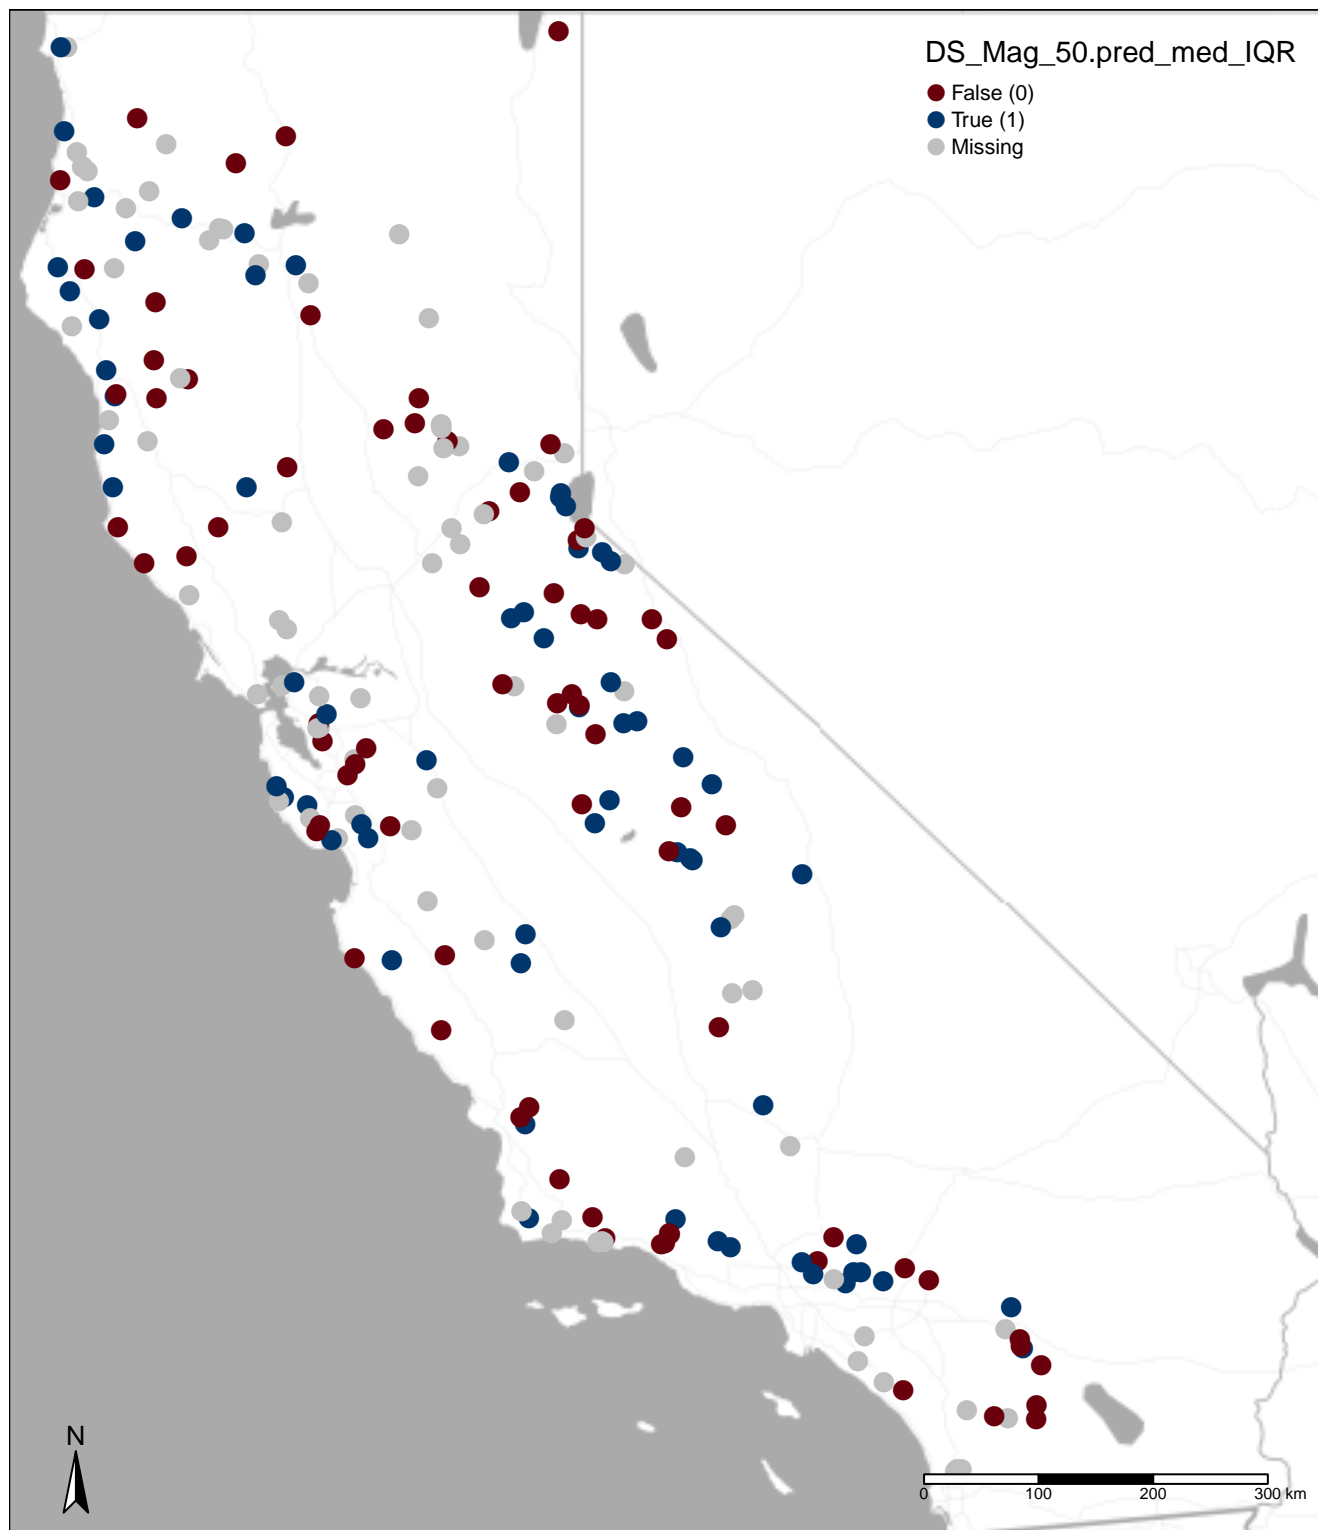 DS_Mag_50.pred_med_IQR
False (0)
True (1)
Missing
N
0 100 200 300 km